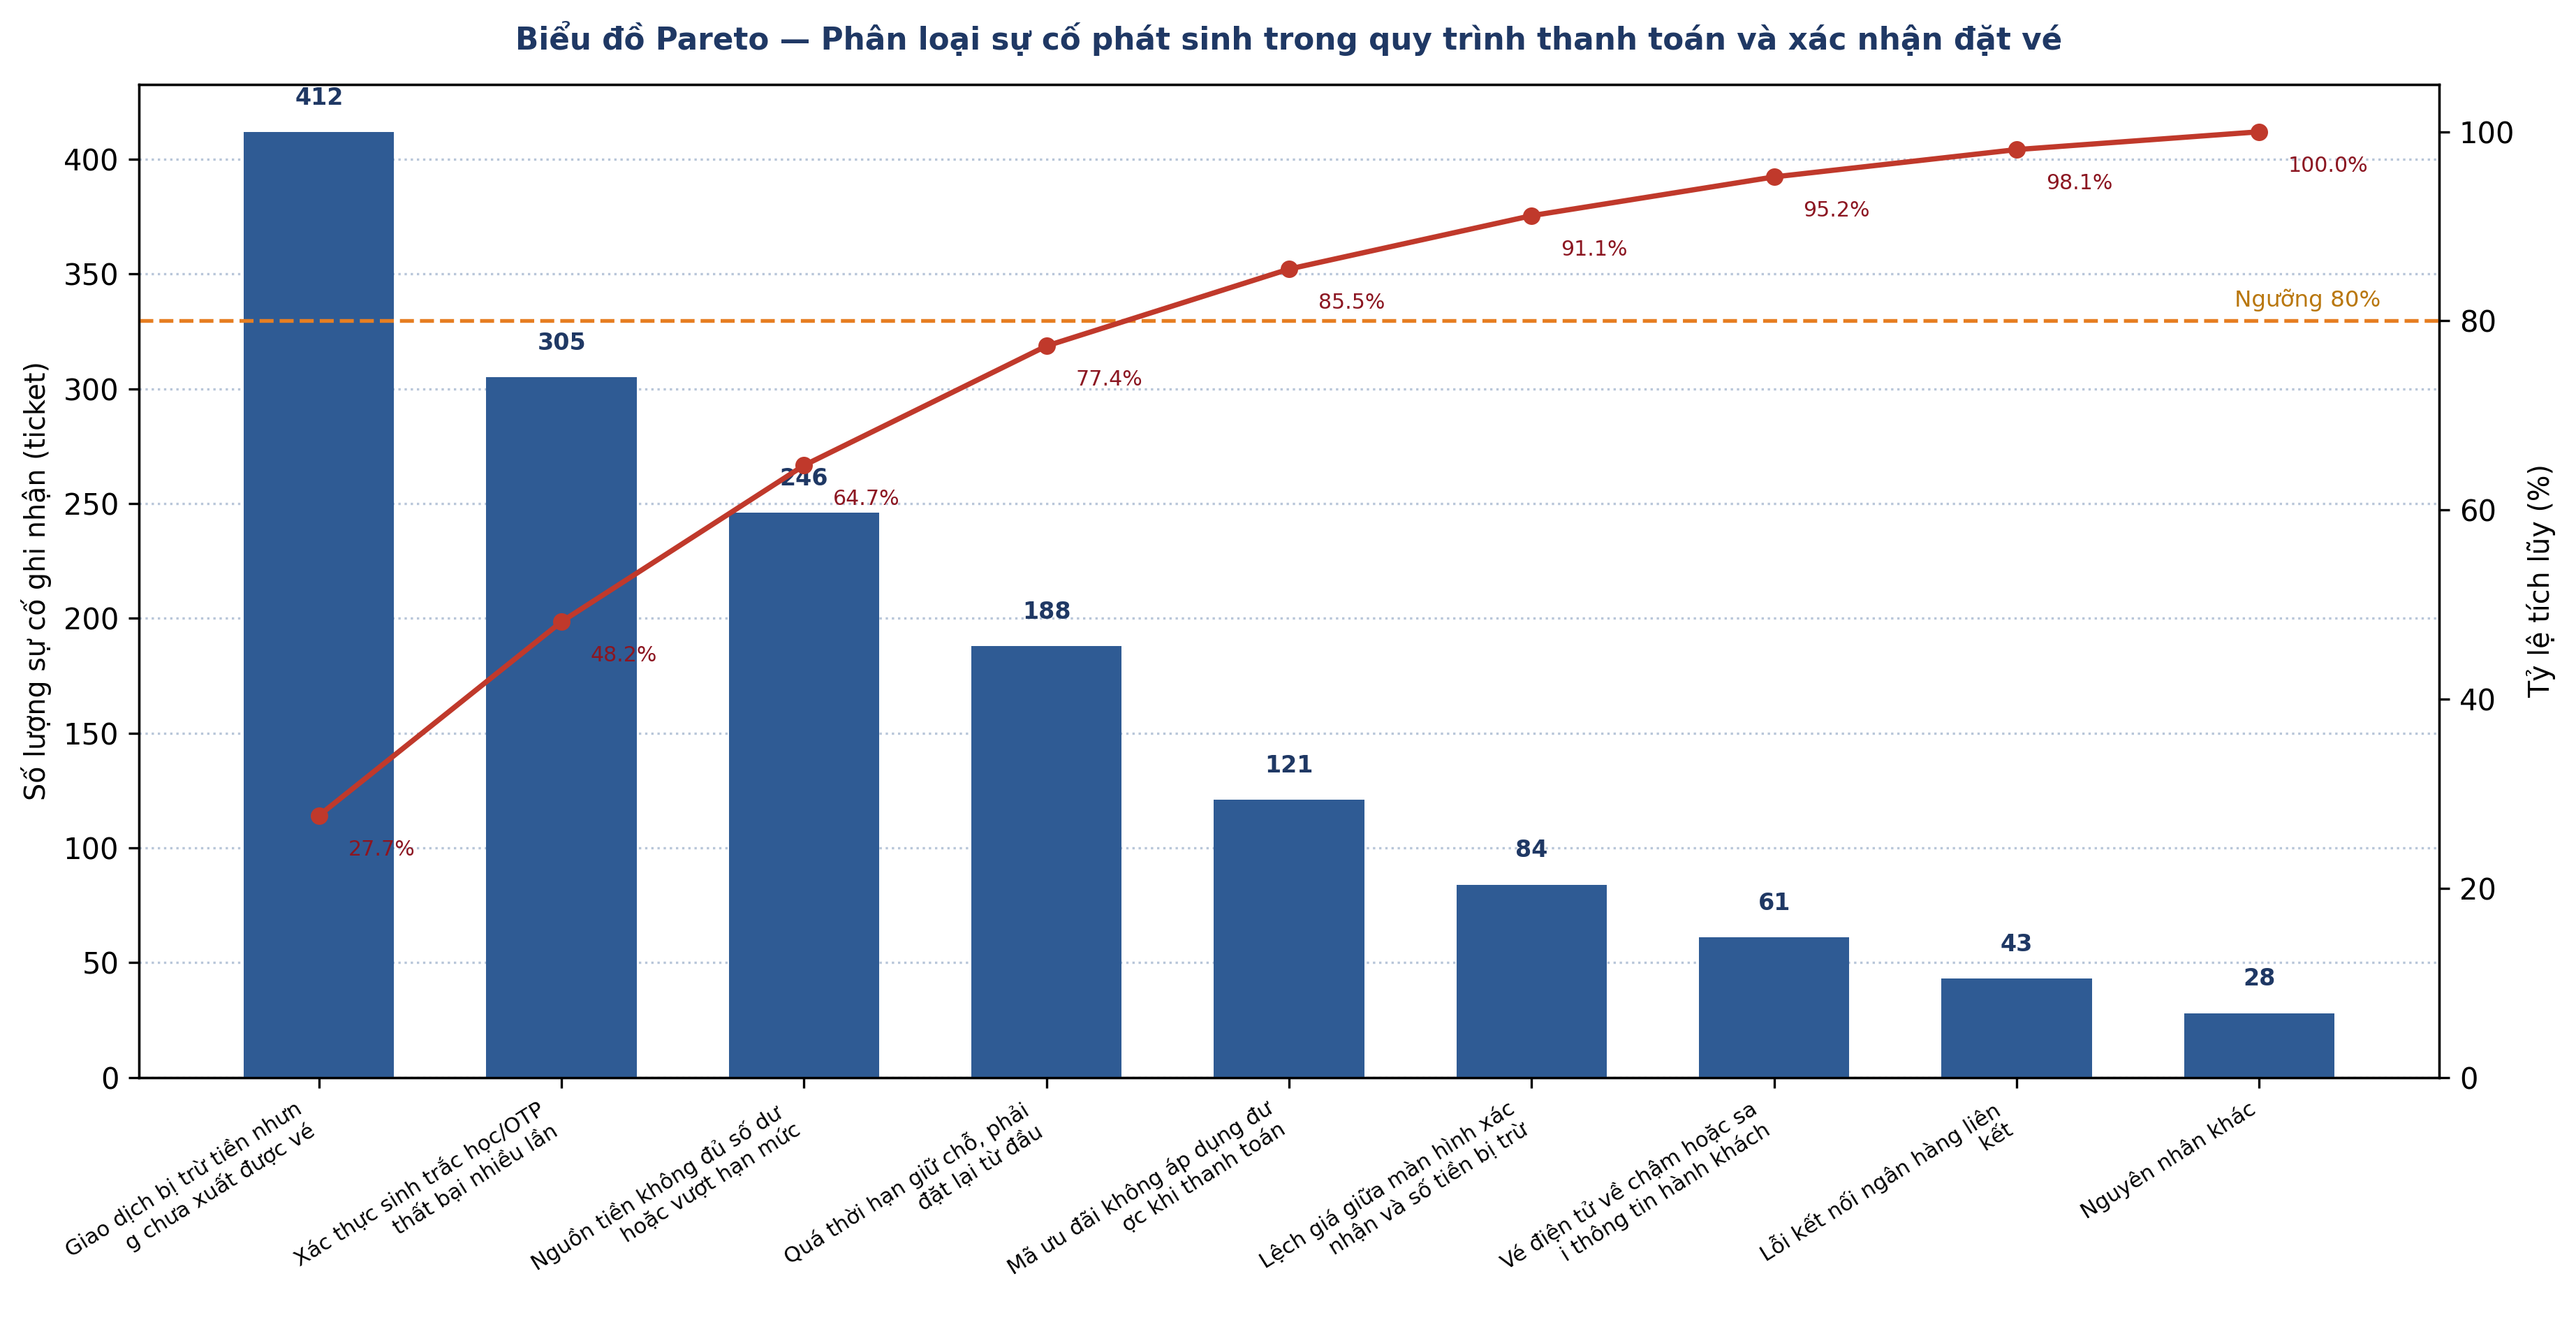 Biểu đồ Pareto — Phân loại sự cố phát sinh trong quy trình thanh toán và xác nhận đặt vé
Số lượng sự cố ghi nhận (ticket)
400
350
300
250
200
150
100
50
0
412
305
246
188
121
84
61
43
28
27.7%
48.2%
64.7%
77.4%
85.5%
91.1%
95.2%
98.1%
100.0%
Ngưỡng 80%
100
80
60
40
20
0
Tỷ lệ tích lũy (%)
Giao dịch bị trừ tiền nhưn
g chưa xuất được vé
Xác thực sinh trắc học/OTP
thất bại nhiều lần
Nguồn tiền không đủ số dư
hoặc vượt hạn mức
Quá thời hạn giữ chỗ, phải
đặt lại từ đầu
Mã ưu đãi không áp dụng đư
ợc khi thanh toán
Lệch giá giữa màn hình xác
nhận và số tiền bị trừ
Vé điện tử về chậm hoặc sa
i thông tin hành khách
Lỗi kết nối ngân hàng liên
kết
Nguyên nhân khác